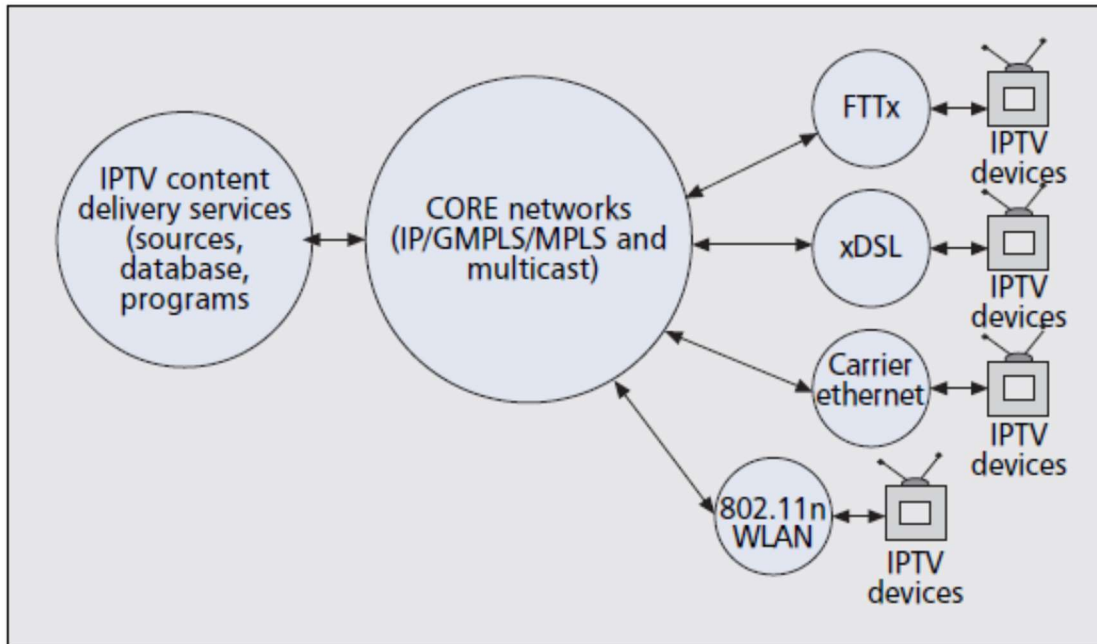 IPTV content
delivery services
(sources,
database,
programs
CORE networks
(IP/GMPLS/MPLS and
multicast)
FTTx
IPTV
devices
xDSL
IPTV
devices
Carrier
ethernet
IPTV
devices
802.11n
WLAN
IPTV
devices